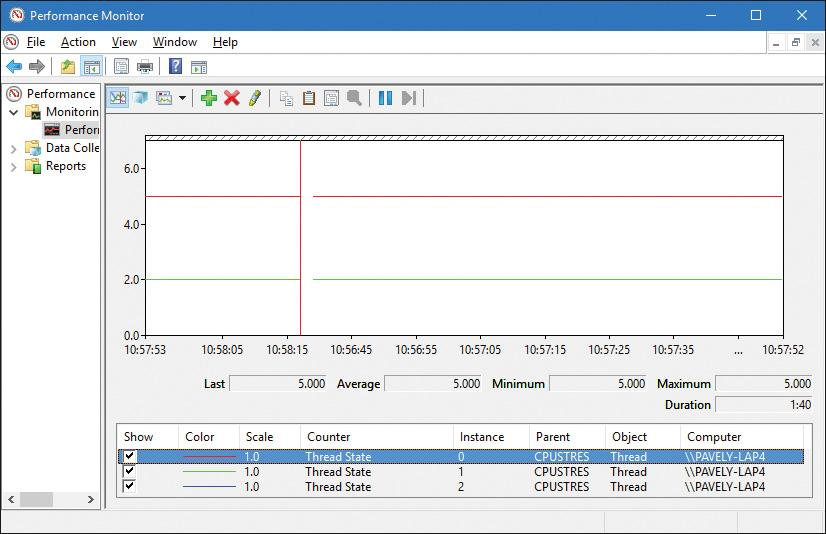 Performance Monitor
File Action View Window Help
Performance
Monitorin
Perforn
Data Colle
Reports
6.0
4.0
2.0
0.0
10:57:53 10:58:05 10:58:15 10:56:45 10:56:55 10:57:05 10:57:15 10:57:25 10:57:35 ... 10:57:52
Last 5.000 Average 5.000 Minimum 5.000 Maximum 5.000
Duration 1:40
Show Color Scale Counter Instance Parent Object Computer
1.0 Thread State 0 CPUSTRES Thread \\PAVELY-LAP4
1.0 Thread State 1 CPUSTRES Thread \\PAVELY-LAP4
1.0 Thread State 2 CPUSTRES Thread \\PAVELY-LAP4